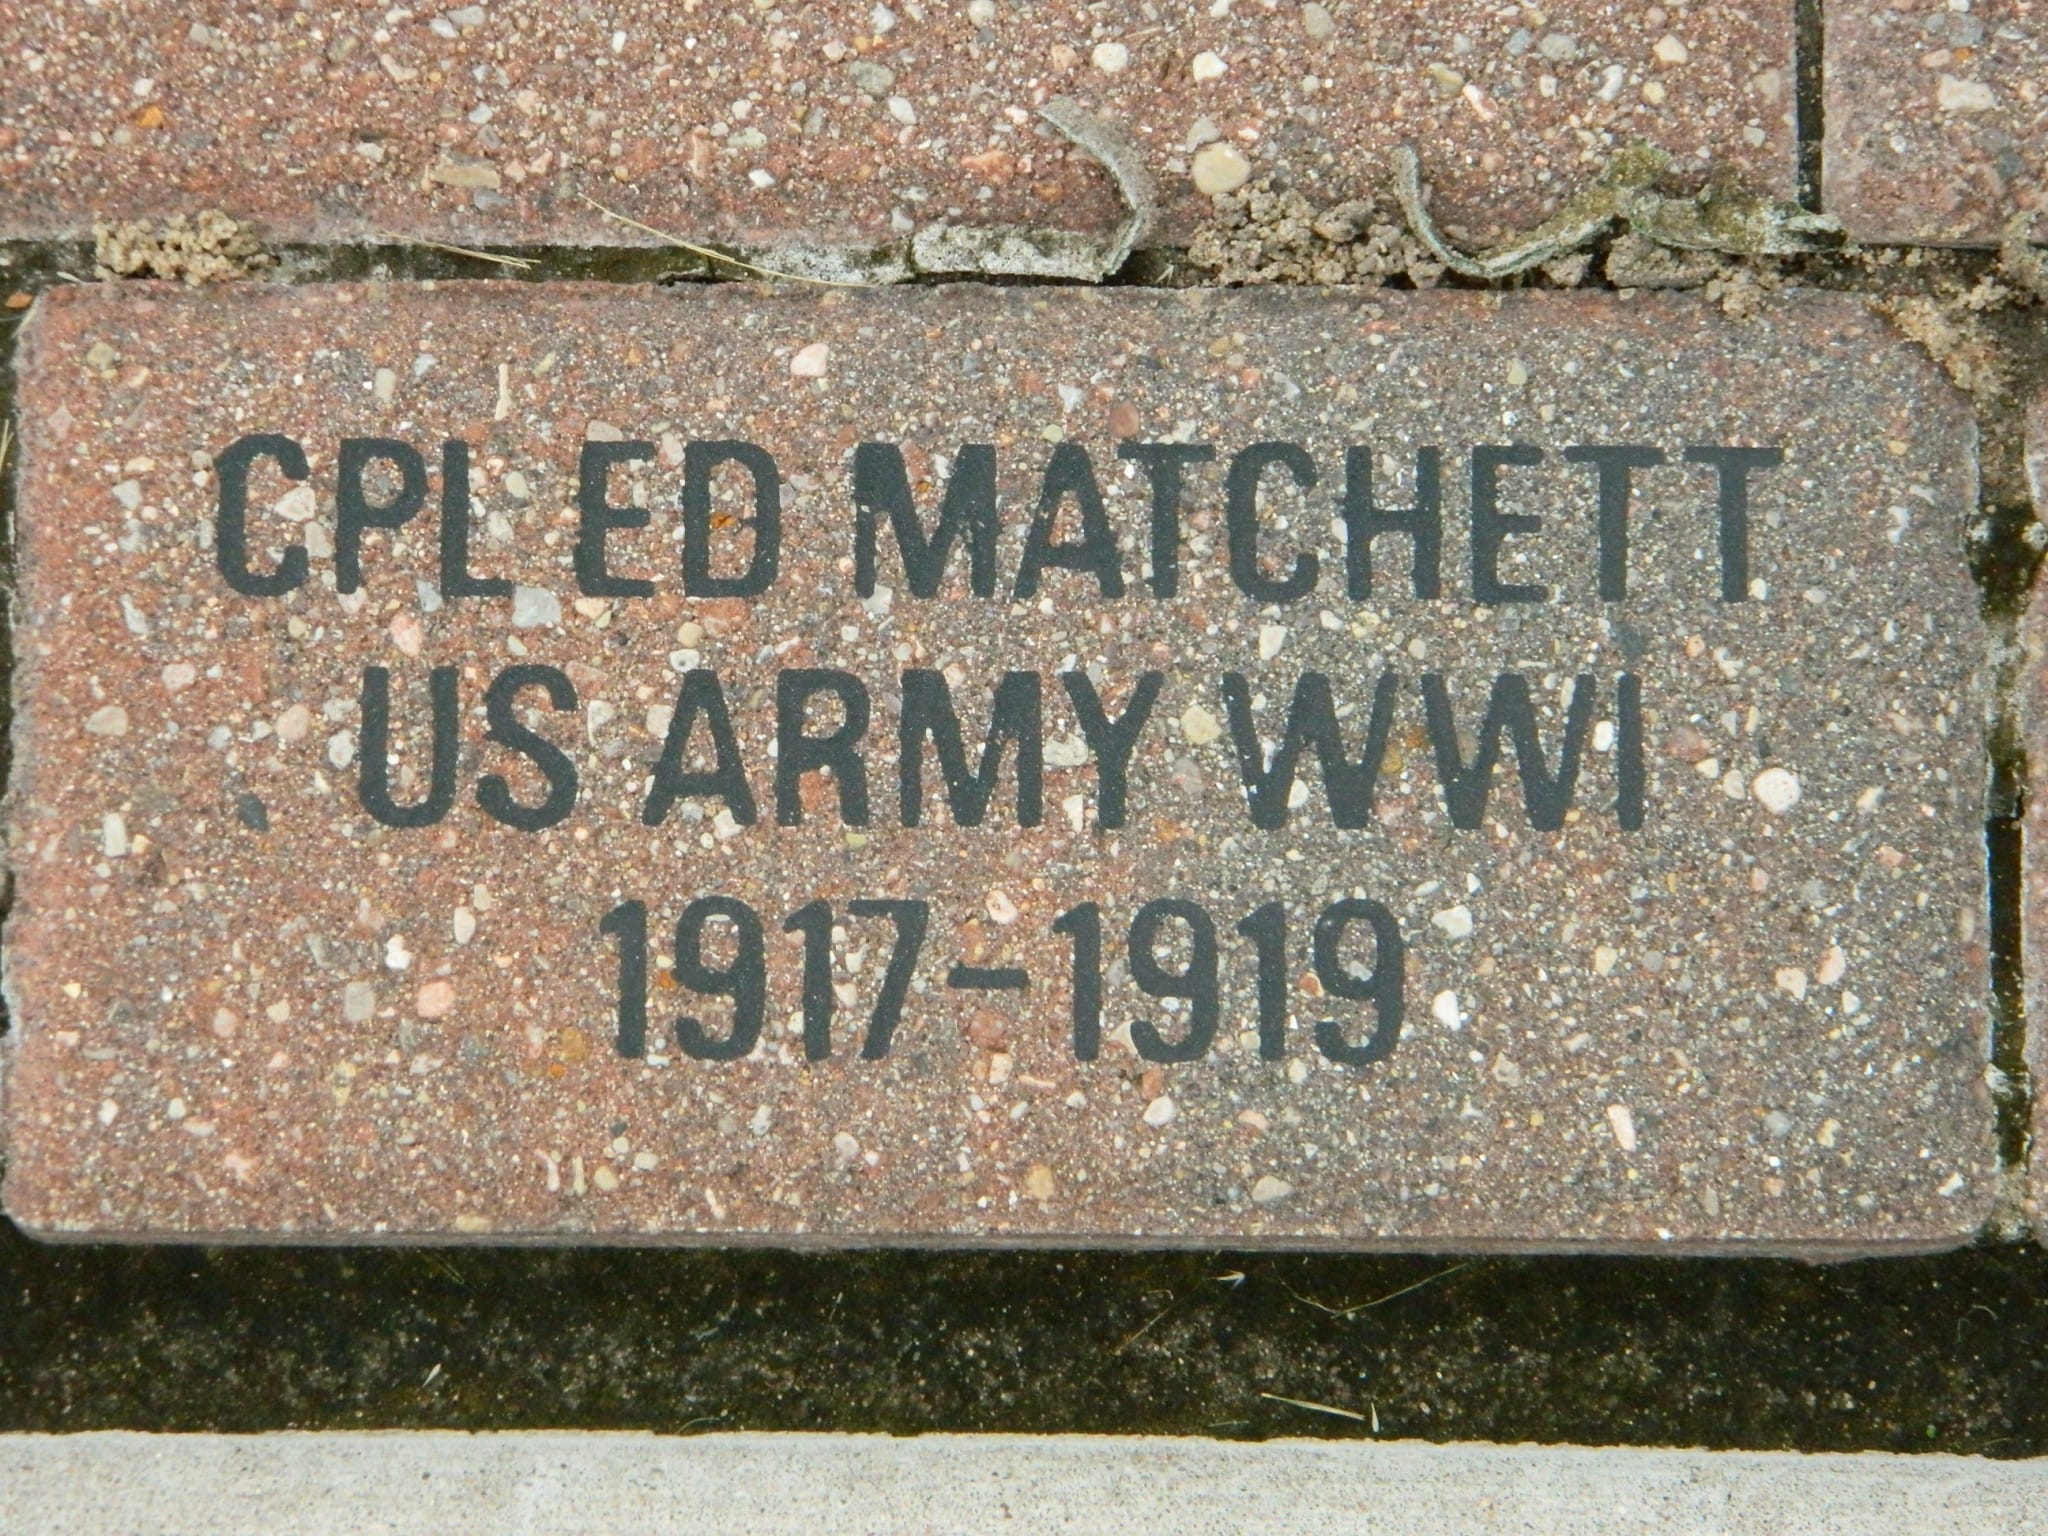 CPL ED MATCHETT
US ARMY WWI
1917-1919